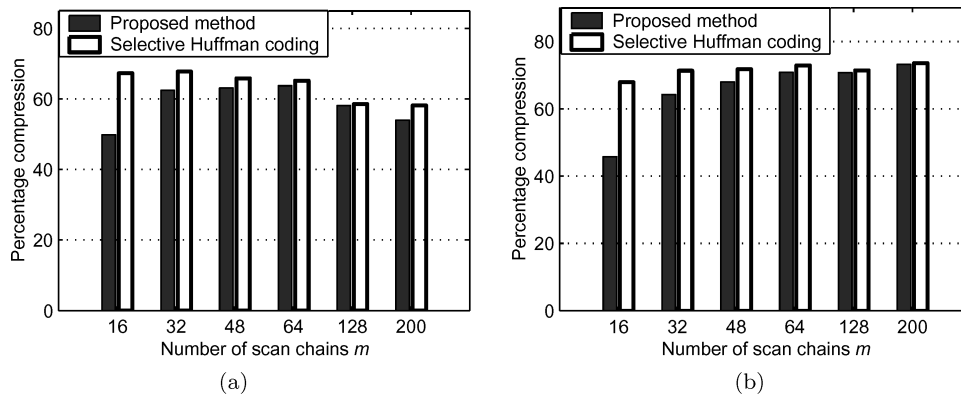 Proposed method
Selective Huffman coding
Percentage compression
80
60
40
20
0
16 32 48 64 128 200
Number of scan chains m
(a)
Proposed method
Selective Huffman coding
Percentage compression
80
60
40
20
0
16 32 48 64 128 200
Number of scan chains m
(b)